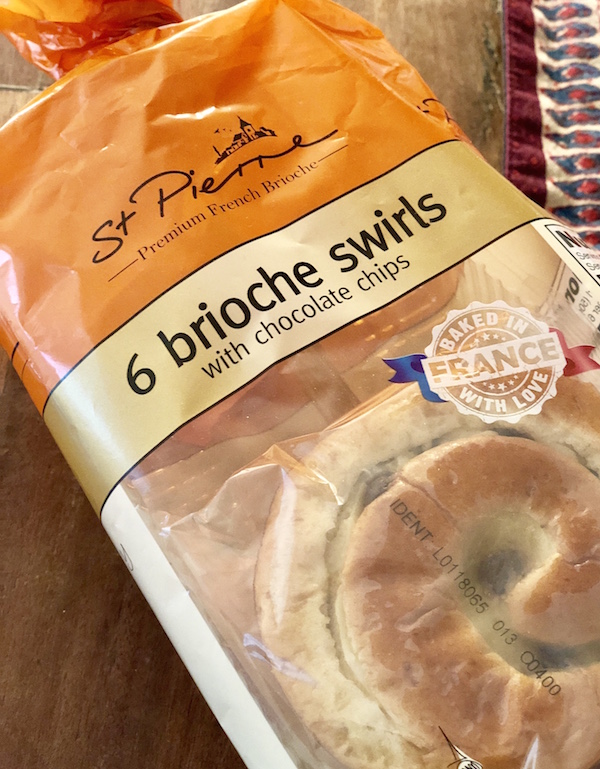 St Pierre
Premium French Brioche
6 brioche swirls
with chocolate chips
BAKED IN
FRANCE
WITH LOVE
IDENT L0118065 013 C0400